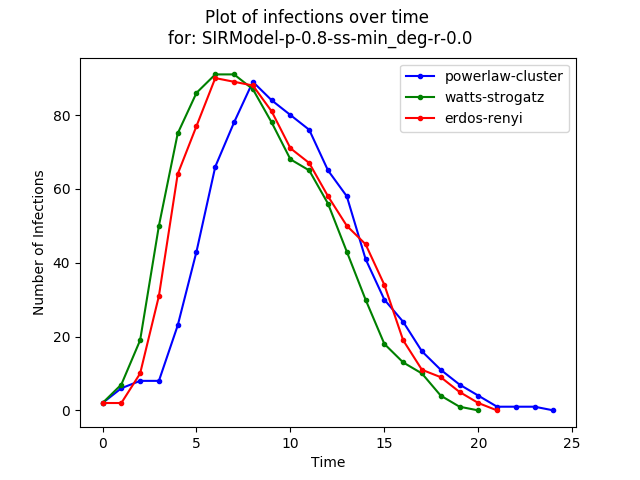 Plot of infections over time
for: SIRModel-p-0.8-ss-min_deg-r-0.0
powerlaw-cluster
watts-strogatz
erdos-renyi
Number of Infections
80
60
40
20
0
0 5 10 15 20 25
Time